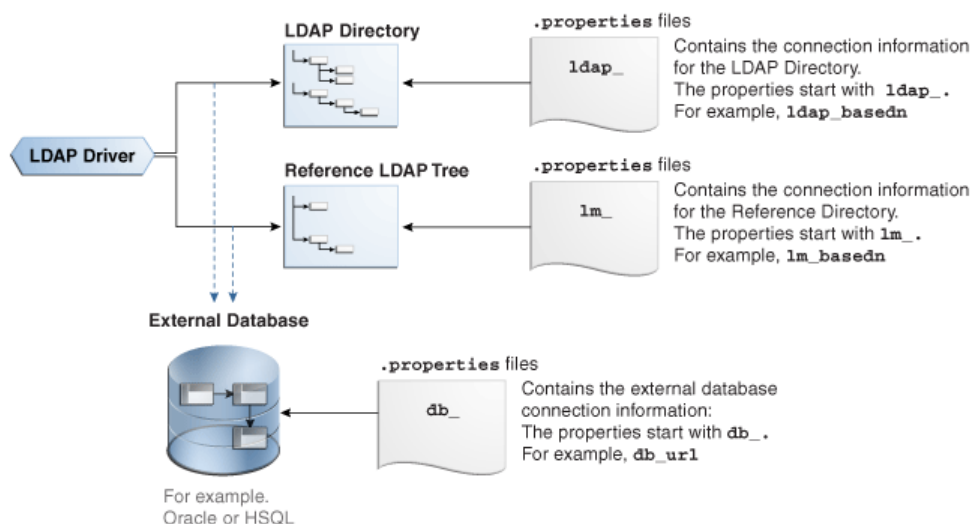 LDAP Directory
.properties files
ldap_
Contains the connection information
for the LDAP Directory.
The properties start with ldap_.
For example, ldap_basedn
LDAP Driver
Reference LDAP Tree
.properties files
lm_
Contains the connection information
for the Reference Directory.
The properties start with lm_.
For example, lm_basedn
External Database
.properties files
db_
Contains the external database
connection information:
The properties start with db_.
For example, db_url
For example.
Oracle or HSQL